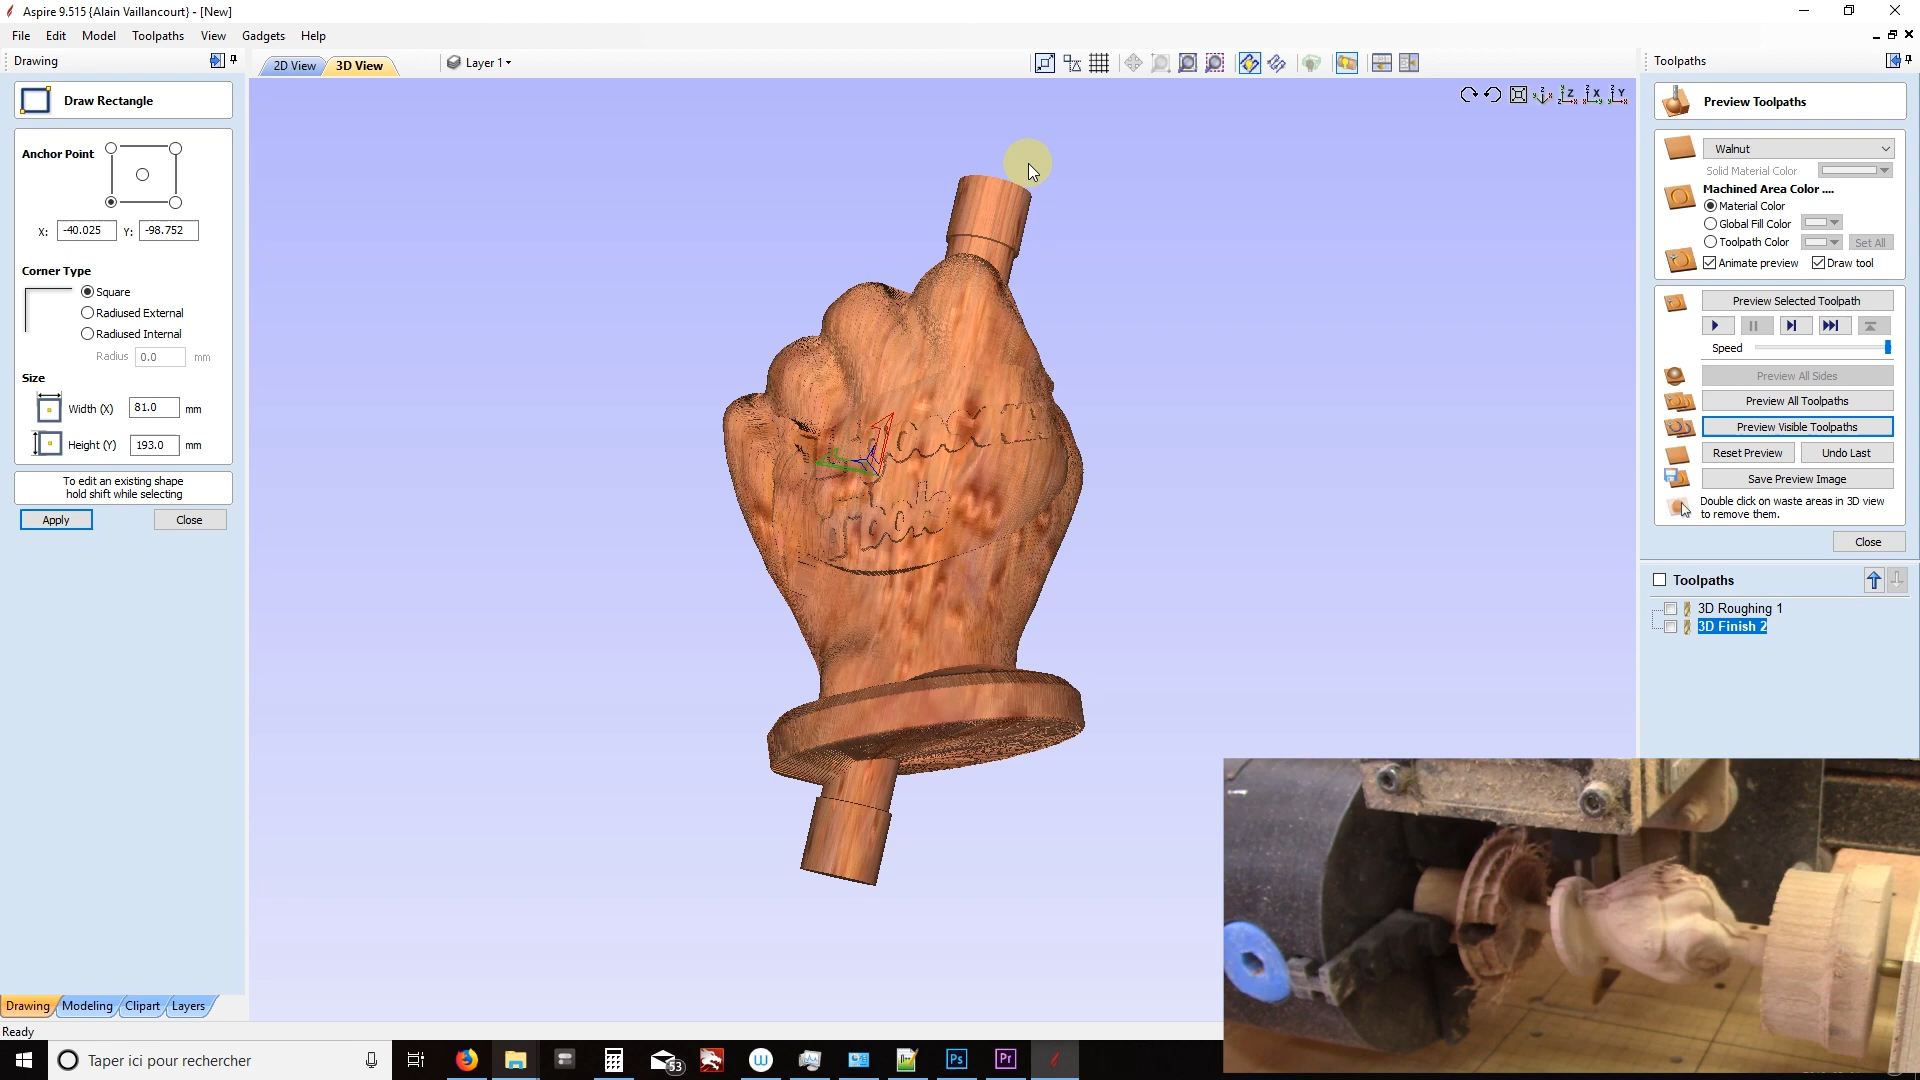 Aspire 9.515 {Alain Vaillancourt} - [New]
File Edit Model Toolpaths View Gadgets Help
Drawing
2D View 3D View Layer 1
Toolpaths
Draw Rectangle
Anchor Point
X: -40.025 Y: -98.752
Corner Type
Square
Radiused External
Radiused Internal
Radius 0.0 mm
Size
Width (X) 81.0 mm
Height (Y) 193.0 mm
To edit an existing shape
hold shift while selecting
Apply Close
Z X Y
Preview Toolpaths
Walnut
Solid Material Color
Machined Area Color ....
Material Color
Global Fill Color
Toolpath Color Set All
Animate preview Draw tool
Preview Selected Toolpath
Speed
Preview All Sides
Preview All Toolpaths
Preview Visible Toolpaths
Reset Preview Undo Last
Save Preview Image
Double click on waste areas in 3D view
to remove them.
Close
Toolpaths
3D Roughing 1
3D Finish 2
Drawing Modeling Clipart Layers
Ready
Taper ici pour rechercher
53
W
Ps
Pr